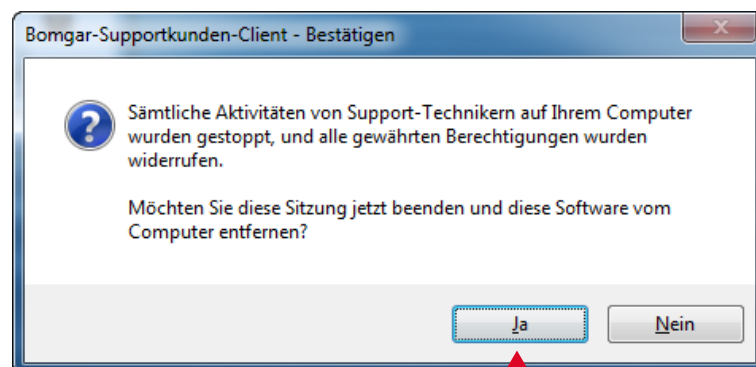 Bomgar-Supportkunden-Client - Bestätigen
Sämtliche Aktivitäten von Support-Technikern auf Ihrem Computer
wurden gestoppt, und alle gewährten Berechtigungen wurden
widerrufen.
Möchten Sie diese Sitzung jetzt beenden und diese Software vom
Computer entfernen?
Ja
Nein